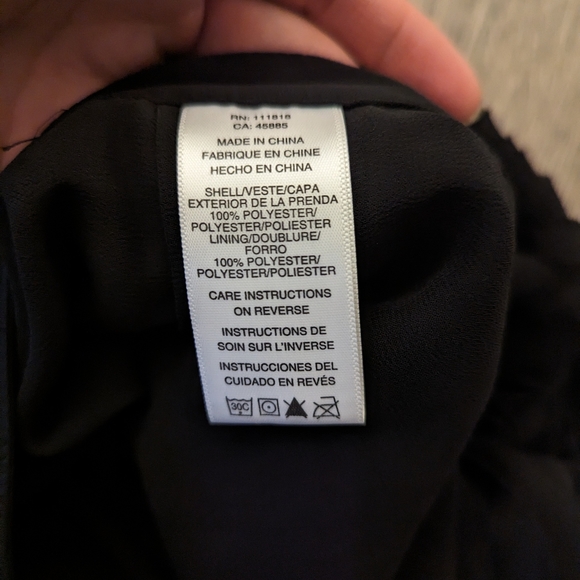 RN: 111818
CA: 45885
MADE IN CHINA
FABRIQUE EN CHINE
HECHO EN CHINA
SHELL/VESTE/CAPA
EXTERIOR DE LA PRENDA
100% POLYESTER/
POLYESTER/POLIESTER
LINING/DOUBLURE/
FORRO
100% POLYESTER/
POLYESTER/POLIESTER
CARE INSTRUCTIONS
ON REVERSE
INSTRUCTIONS DE
SOIN SUR L'INVERSE
INSTRUCCIONES DEL
CUIDADO EN REVÉS
30C